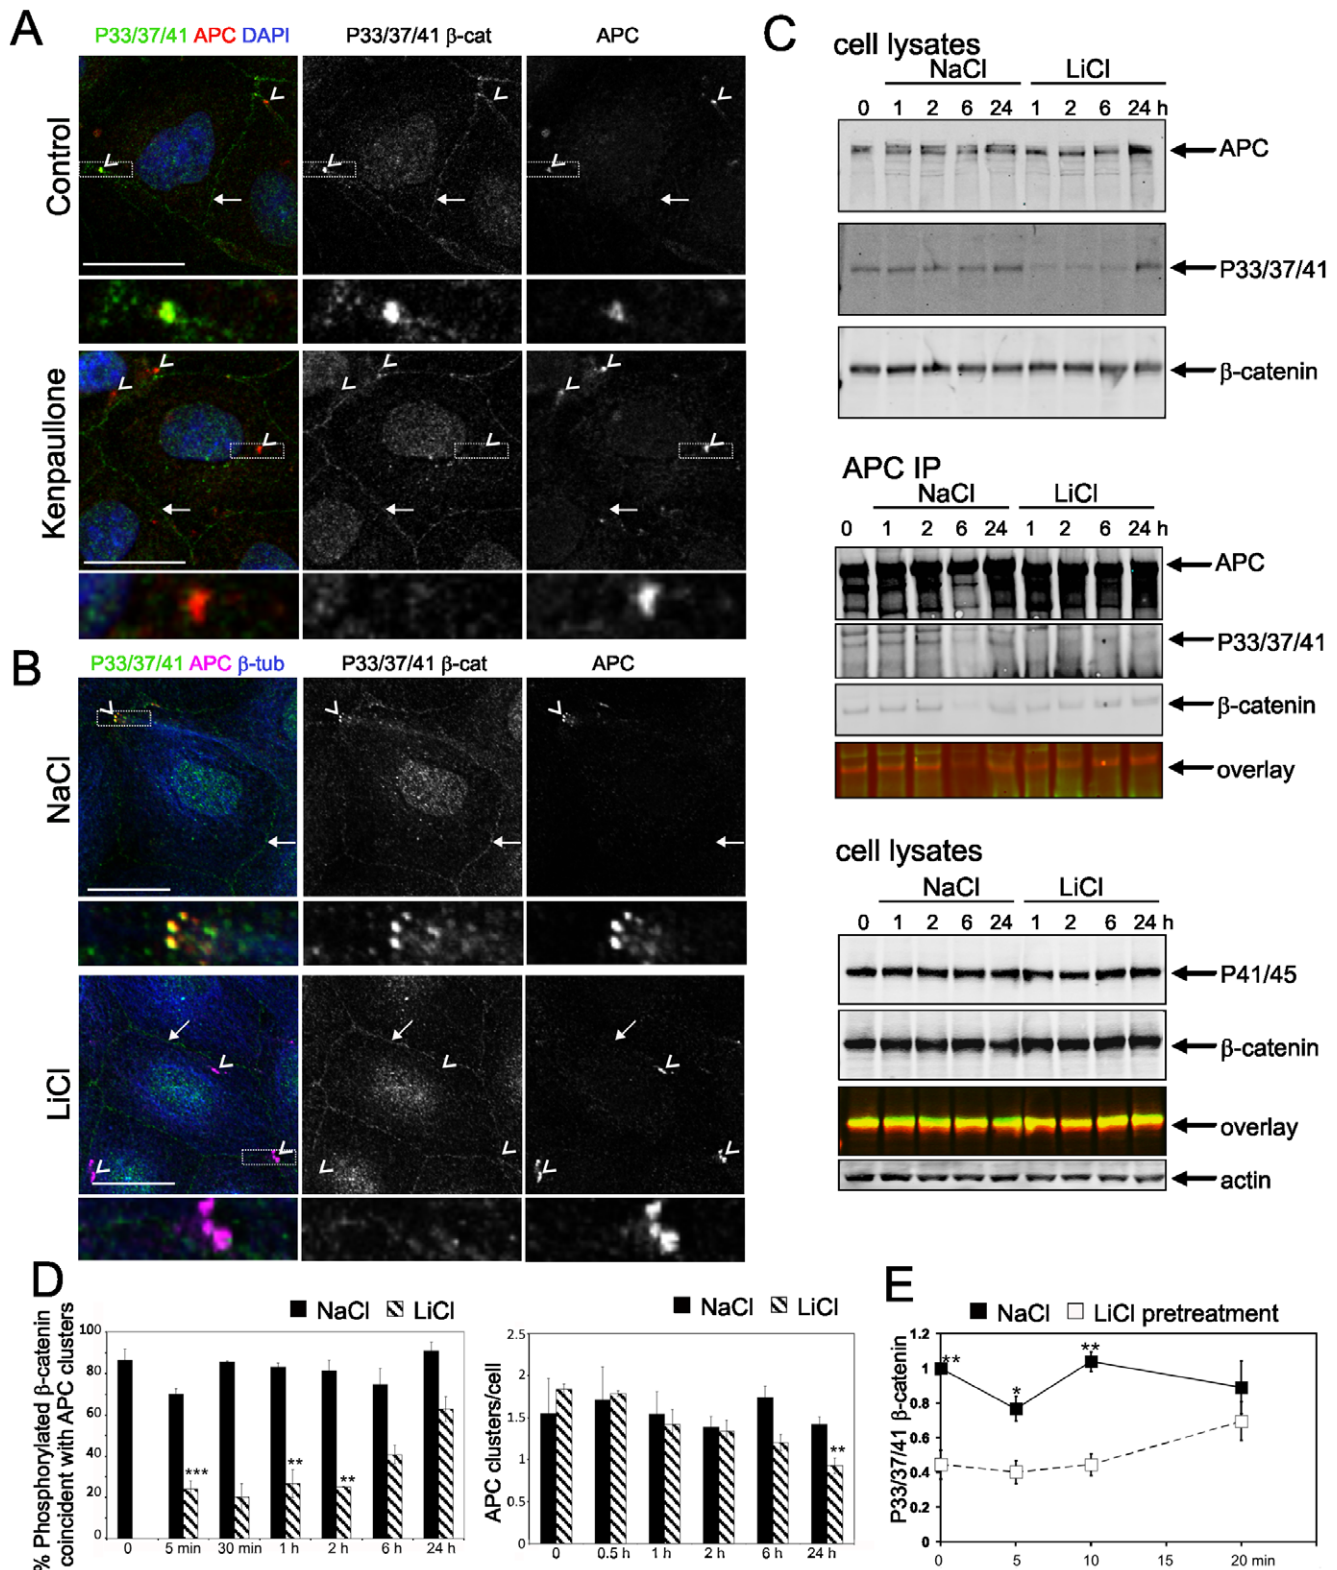 A
P33/37/41 APC DAPI
P33/37/41 β-cat
APC
Control
Kenpaullone
B
P33/37/41 APC β-tub
P33/37/41 β-cat
APC
NaCl
LiCl
C
cell lysates
NaCl LiCl
0 1 2 6 24 1 2 6 24 h
APC
P33/37/41
β-catenin
APC IP
NaCl LiCl
0 1 2 6 24 1 2 6 24 h
APC
P33/37/41
β-catenin
overlay
cell lysates
NaCl LiCl
0 1 2 6 24 1 2 6 24 h
P41/45
β-catenin
overlay
actin
D
NaCl LiCl
% Phosphorylated β-catenin
coincident with APC clusters
100
80
60
40
20
0
*** ** **
0 5 min 30 min 1 h 2 h 6 h 24 h
NaCl LiCl
APC clusters/cell
2.5
2
1.5
1
0.5
0
**
0 0.5 h 1 h 2 h 6 h 24 h
E
NaCl LiCl pretreatment
P33/37/41 β-catenin
1.2
1
0.8
0.6
0.4
0.2
0
** * **
0 5 10 15 20 min